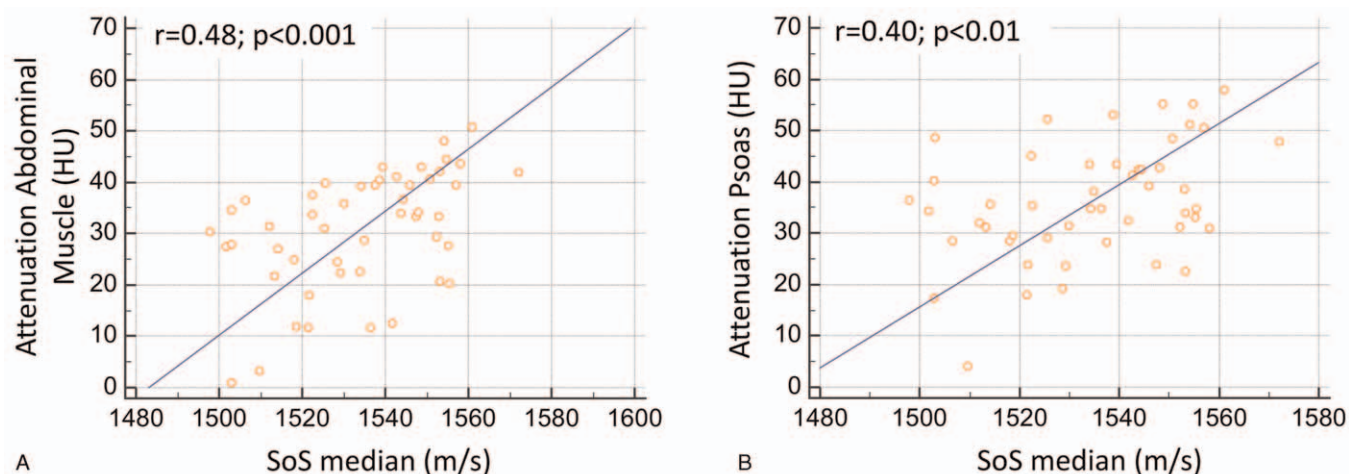 r=0.48; p<0.001
Attenuation Abdominal
Muscle (HU)
70
60
50
40
30
20
10
0
1480 1500 1520 1540 1560 1580 1600
SoS median (m/s)
A
r=0.40; p<0.01
Attenuation Psoas (HU)
70
60
50
40
30
20
10
0
1480 1500 1520 1540 1560 1580
SoS median (m/s)
B